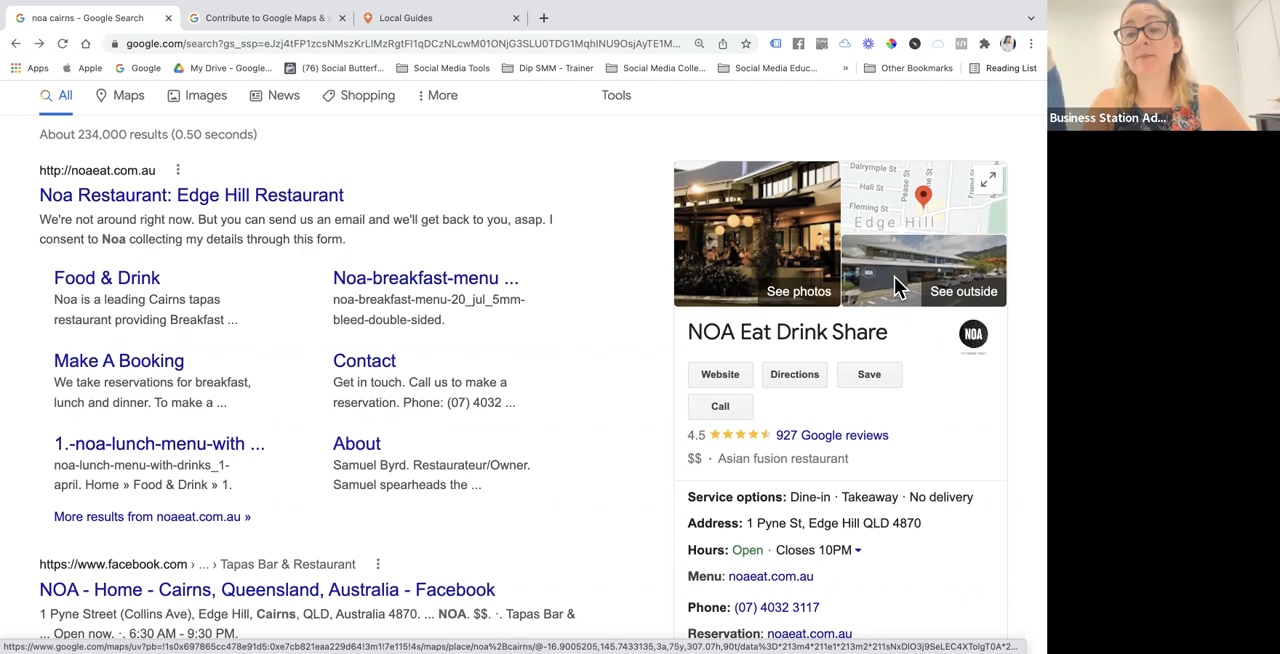 noa cairns - Google Search
Contribute to Google Maps &
Local Guides
google.com/search?gs_ssp=eJzj4tFP1zcsNMszKrLIMzRgtFI1qDCzNLcwM01ONjG3SLU0TDG1MqhINU9OsjAyTE1M...
Apps
Apple
Google
My Drive - Google...
(76) Social Butterf...
Social Media Tools
Dip SMM - Trainer
Social Media Colle...
Social Media Educ...
»
Other Bookmarks
Reading List
All
Maps
Images
News
Shopping
More
Tools
About 234,000 results (0.50 seconds)
http://noaeat.com.au
Noa Restaurant: Edge Hill Restaurant
We're not around right now. But you can send us an email and we'll get back to you, asap. I
consent to Noa collecting my details through this form.
Food & Drink
Noa is a leading Cairns tapas
restaurant providing Breakfast ...
Noa-breakfast-menu ...
noa-breakfast-menu-20_jul_5mm-
bleed-double-sided.
Make A Booking
We take reservations for breakfast,
lunch and dinner. To make a ...
Contact
Get in touch. Call us to make a
reservation. Phone: (07) 4032 ...
1.-noa-lunch-menu-with ...
noa-lunch-menu-with-drinks_1-
april. Home » Food & Drink » 1.
About
Samuel Byrd. Restaurateur/Owner.
Samuel spearheads the ...
More results from noaeat.com.au »
https://www.facebook.com › ... › Tapas Bar & Restaurant
NOA - Home - Cairns, Queensland, Australia - Facebook
1 Pyne Street (Collins Ave), Edge Hill, Cairns, QLD, Australia 4870. ... NOA. $$. ·. Tapas Bar &
... Open now. ·. 6:30 AM - 9:30 PM.
Dalrymple St
Hall St
Pease St
Fleming St
Edge Hill
See photos
See outside
NOA Eat Drink Share
NOA
Website
Directions
Save
Call
4.5
927 Google reviews
$$ · Asian fusion restaurant
Service options: Dine-in · Takeaway · No delivery
Address: 1 Pyne St, Edge Hill QLD 4870
Hours: Open · Closes 10PM
Menu: noaeat.com.au
Phone: (07) 4032 3117
Reservation: noaeat.com.au
Business Station Ad...